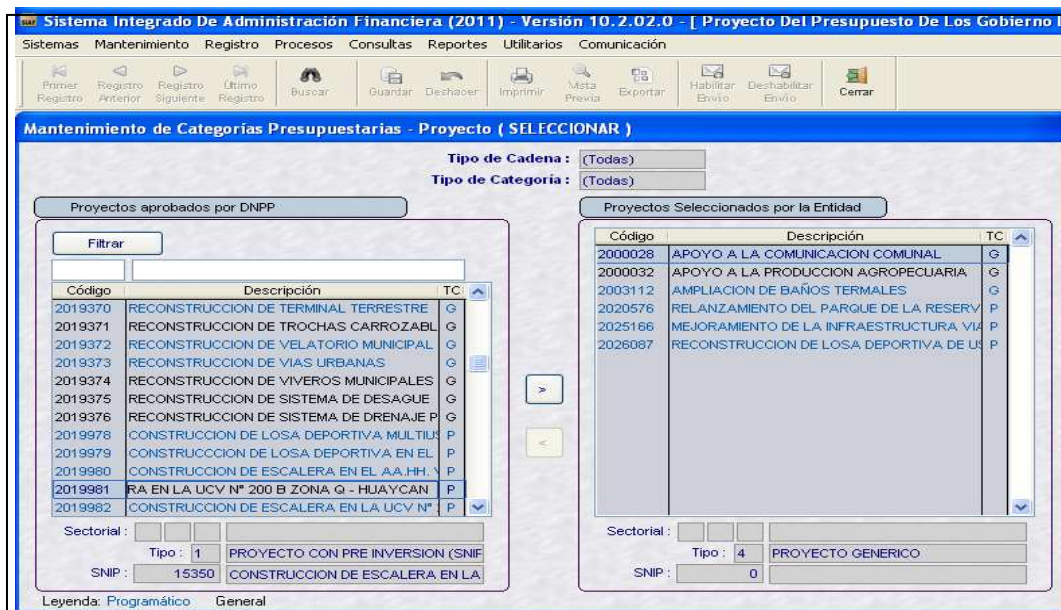 Sistema Integrado De Administración Financiera (2011) - Versión 10.2.02.0 - [ Proyecto Del Presupuesto De Los Gobierno
Sistemas Mantenimiento Registro Procesos Consultas Reportes Utilitarios Comunicación
Primer Registro
Registro Anterior
Registro Siguiente
Último Registro
Buscar
Guardar
Deshacer
Imprimir
Vista Previa
Exportar
Habilitar Envio
Deshabilitar Envio
Cerrar
Mantenimiento de Categorías Presupuestarias - Proyecto ( SELECCIONAR )
Tipo de Cadena : (Todas)
Tipo de Categoría : (Todas)
Proyectos aprobados por DNPP
Filtrar
Código Descripción TC
2019370 RECONSTRUCCION DE TERMINAL TERRESTRE G
2019371 RECONSTRUCCION DE TROCHAS CARROZABL G
2019372 RECONSTRUCCION DE VELATORIO MUNICIPAL G
2019373 RECONSTRUCCION DE VIAS URBANAS G
2019374 RECONSTRUCCION DE VIVEROS MUNICIPALES G
2019375 RECONSTRUCCION DE SISTEMA DE DESAGUE G
2019376 RECONSTRUCCION DE SISTEMA DE DRENAJE P G
2019978 CONSTRUCCION DE LOSA DEPORTIVA MULTIUS P
2019979 CONSTRUCCCION DE LOSA DEPORTIVA EN EL P
2019980 CONSTRUCCION DE ESCALERA EN EL AA.HH. P
2019981 RA EN LA UCV N° 200 B ZONA Q - HUAYCAN P
2019982 CONSTRUCCION DE ESCALERA EN LA UCV N° P
Sectorial :
Tipo : 1 PROYECTO CON PRE INVERSION (SNIF
SNIP : 15350 CONSTRUCCION DE ESCALERA EN LA
Leyenda: Programático General
>
<
Proyectos Seleccionados por la Entidad
Código Descripción TC
2000028 APOYO A LA COMUNICACION COMUNAL G
2000032 APOYO A LA PRODUCCION AGROPECUARIA G
2003112 AMPLIACION DE BAÑOS TERMALES G
2020576 RELANZAMIENTO DEL PARQUE DE LA RESERV P
2025166 MEJORAMIENTO DE LA INFRAESTRUCTURA VIA P
2026087 RECONSTRUCCION DE LOSA DEPORTIVA DE US P
Sectorial :
Tipo : 4 PROYECTO GENERICO
SNIP : 0